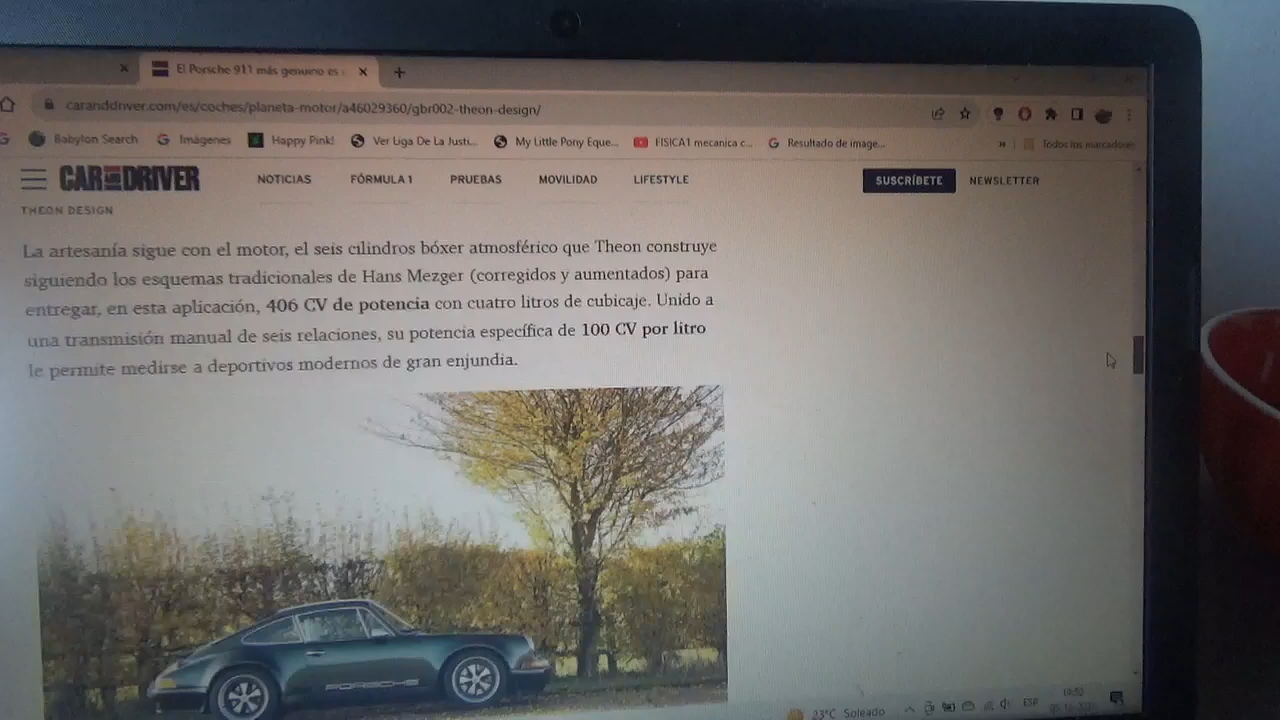 El Porsche 911 más genuino es
caranddriver.com/es/coches/planeta-motor/a46029360/gbr002-theon-design/
Babylon Search Imágenes Happy Pink! Ver Liga De La Justi... My Little Pony Eque... FISICA1 mecanica c... Resultado de image... » Todos los marcadores
CAR AND DRIVER NOTICIAS FÓRMULA 1 PRUEBAS MOVILIDAD LIFESTYLE SUSCRÍBETE NEWSLETTER
THEON DESIGN
La artesanía sigue con el motor, el seis cilindros bóxer atmosférico que Theon construye
siguiendo los esquemas tradicionales de Hans Mezger (corregidos y aumentados) para
entregar, en esta aplicación, 406 CV de potencia con cuatro litros de cubicaje. Unido a
una transmisión manual de seis relaciones, su potencia específica de 100 CV por litro
le permite medirse a deportivos modernos de gran enjundia.
PORSCHE
23°C Soleado ESP